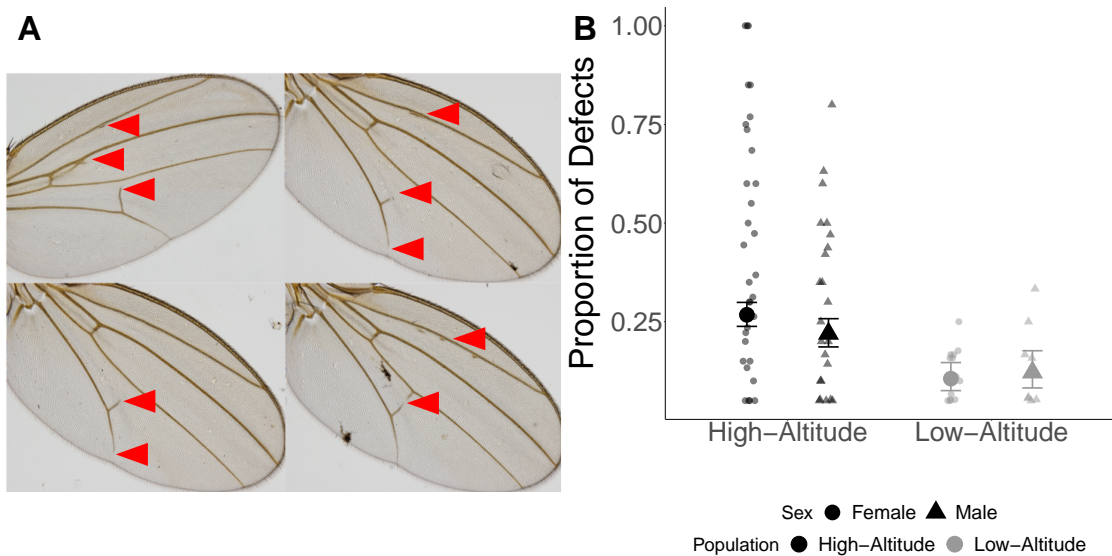 A
B
Proportion of Defects
1.00
0.75
0.50
0.25
High−Altitude Low−Altitude
Sex Female Male
Population High−Altitude Low−Altitude